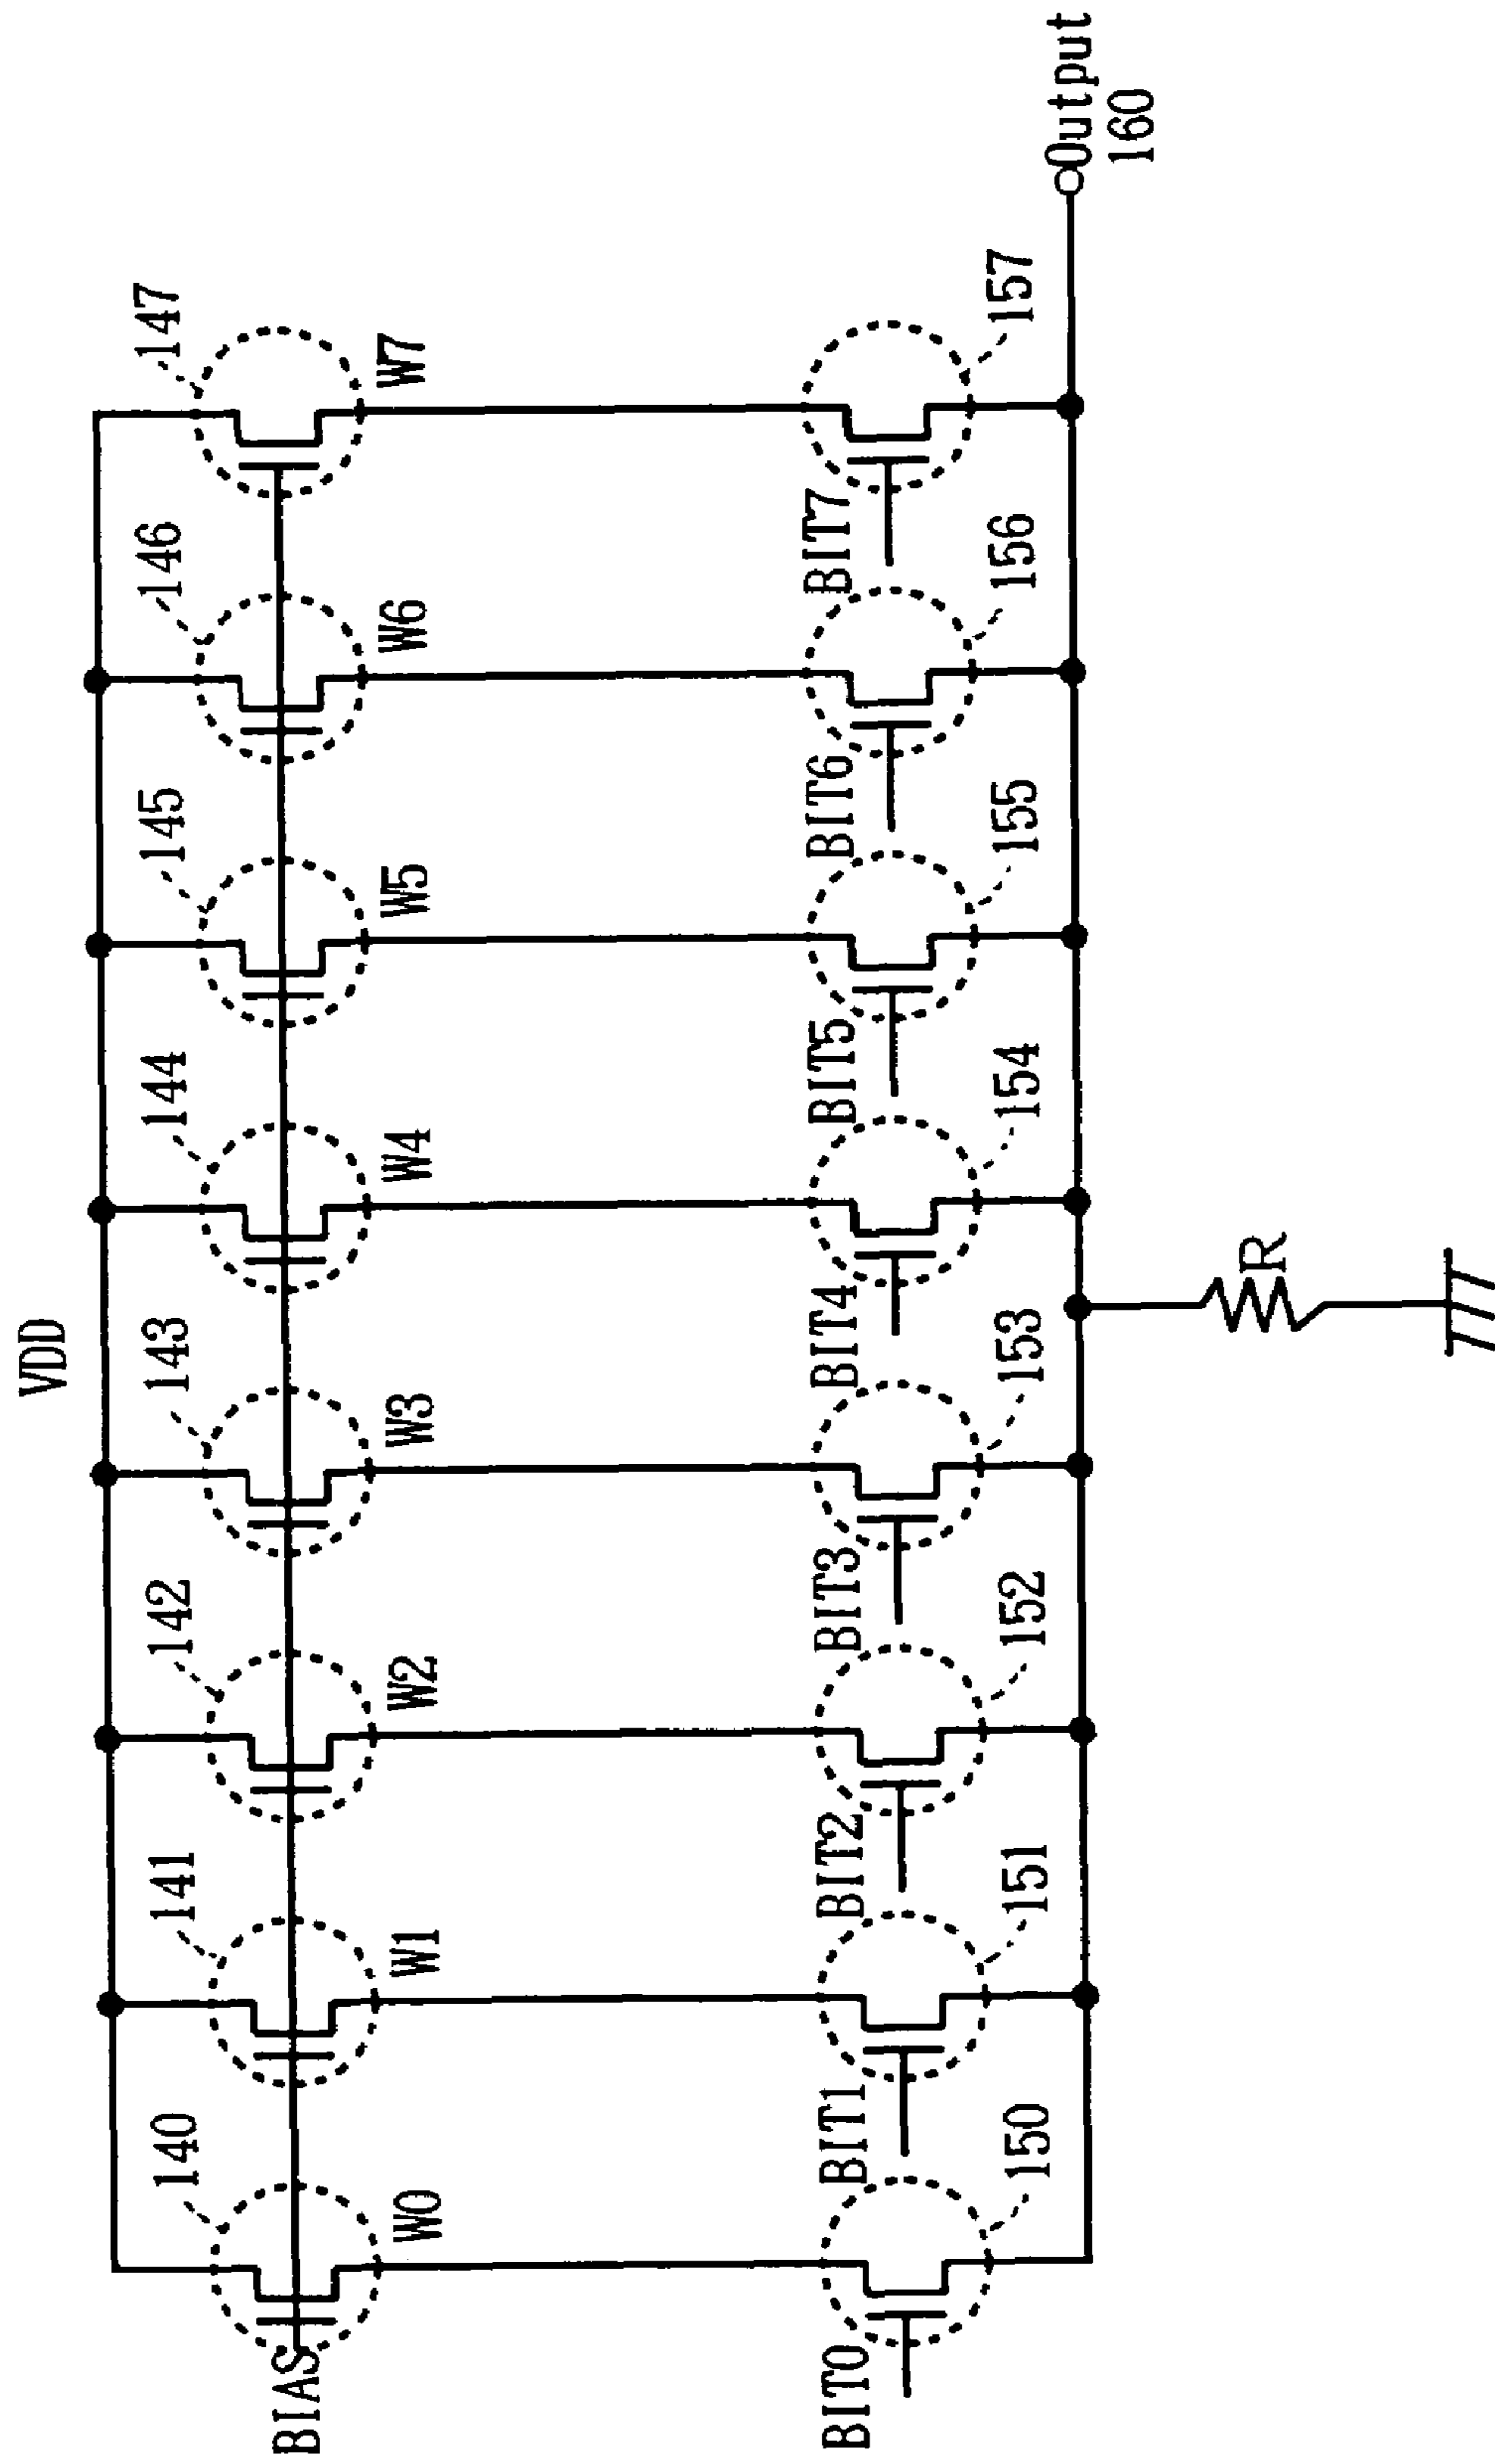 VDD
140
141
142
143
144
145
146
147
BIAS
W0
W1
W2
W3
W4
W5
W6
W7
BIT0
BIT1
BIT2
BIT3
BIT4
BIT5
BIT6
BIT7
150
151
152
153
154
155
156
157
Output
160
R